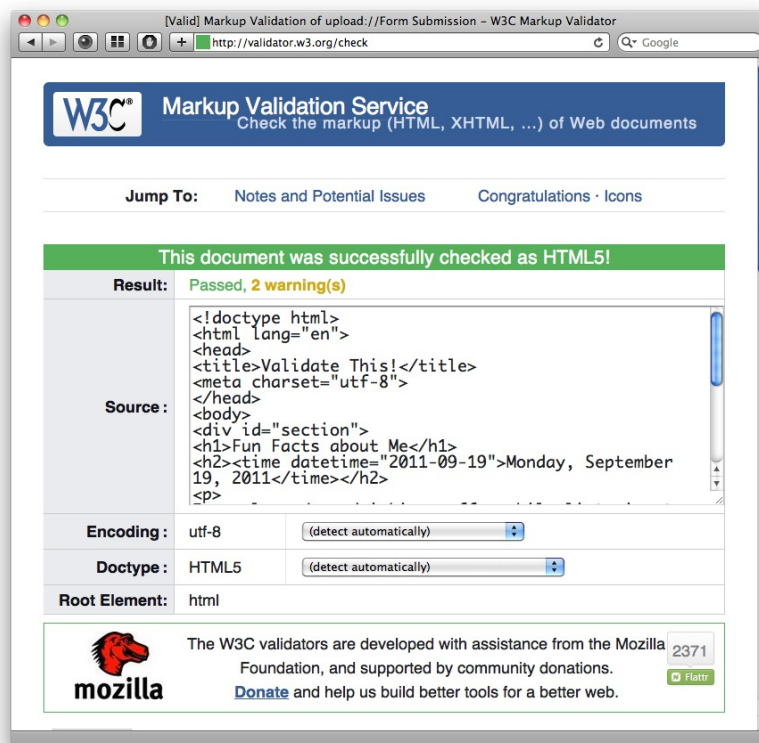 [Valid] Markup Validation of upload://Form Submission – W3C Markup Validator
http://validator.w3.org/check
Google
W3C® Markup Validation Service
Check the markup (HTML, XHTML, ...) of Web documents
Jump To: Notes and Potential Issues Congratulations · Icons
This document was successfully checked as HTML5!
Result: Passed, 2 warning(s)
Source :
<!doctype html>
<html lang="en">
<head>
<title>Validate This!</title>
<meta charset="utf-8">
</head>
<body>
<div id="section">
<h1>Fun Facts about Me</h1>
<h2><time datetime="2011-09-19">Monday, September
19, 2011</time></h2>
<p>
Encoding : utf-8 (detect automatically)
Doctype : HTML5 (detect automatically)
Root Element: html
mozilla
The W3C validators are developed with assistance from the Mozilla
Foundation, and supported by community donations.
Donate and help us build better tools for a better web.
2371
Flattr